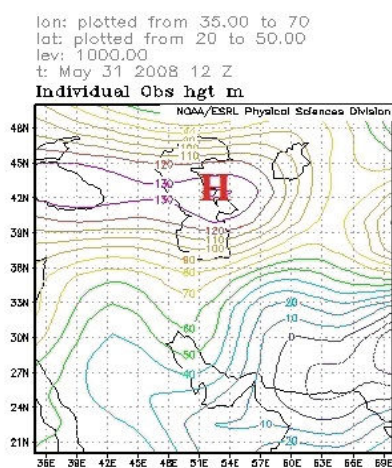 lon: plotted from 35.00 to 70
lat: plotted from 20 to 50.00
lev: 1000.00
t: May 31 2008 12 Z
Individual Obs hgt m
NOAA/ESRL Physical Sciences Division
48N
45N
42N
39N
36N
33N
30N
27N
24N
21N
100
110
120
130
130
H
120
110
100
80
70
60
50
40
20
10
0
10
20
36E 39E 42E 45E 48E 51E 54E 57E 60E 63E 66E 69E